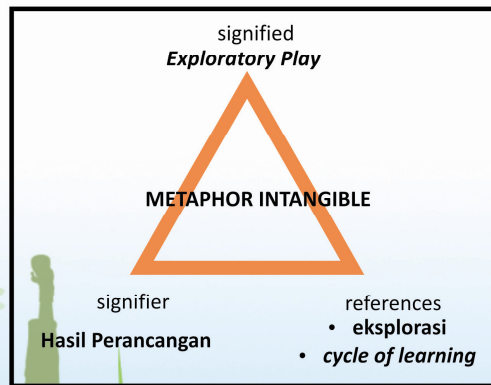 signified
Exploratory Play
METAPHOR INTANGIBLE
signifier
Hasil Perancangan
references
• eksplorasi
• cycle of learning